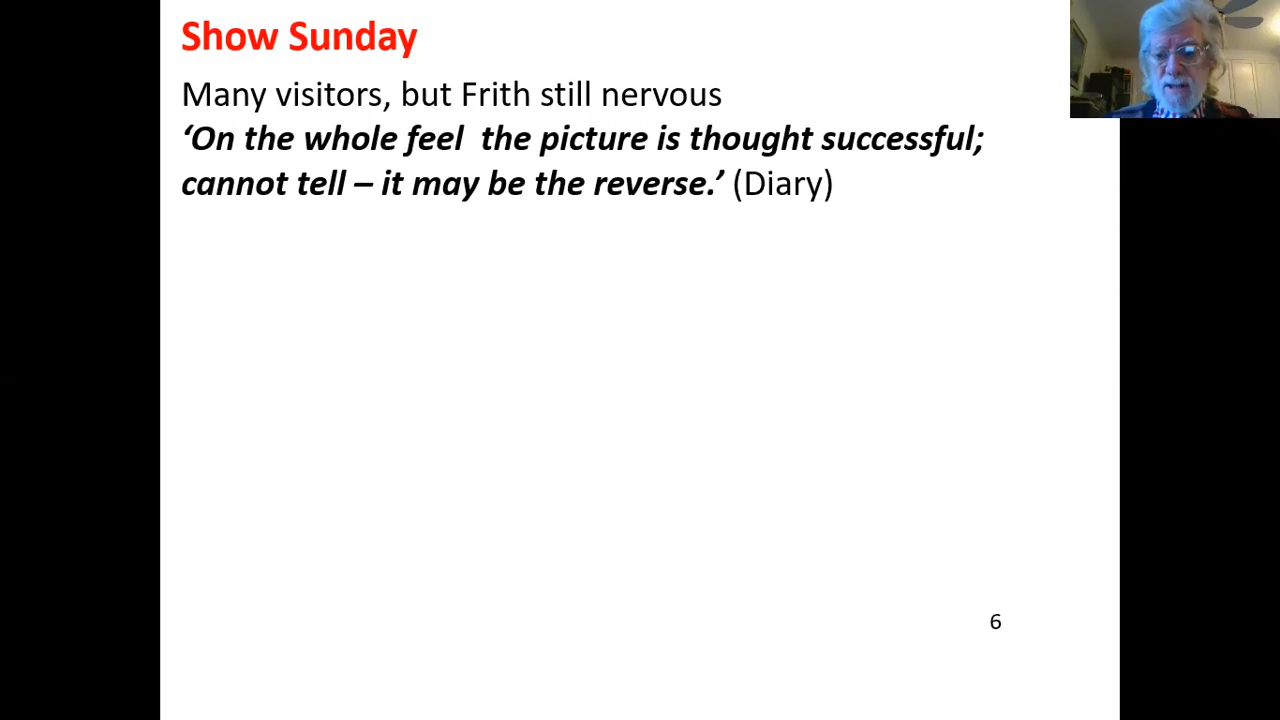 Show Sunday
Many visitors, but Frith still nervous
‘On the whole feel  the picture is thought successful;
cannot tell – it may be the reverse.’ (Diary)
6